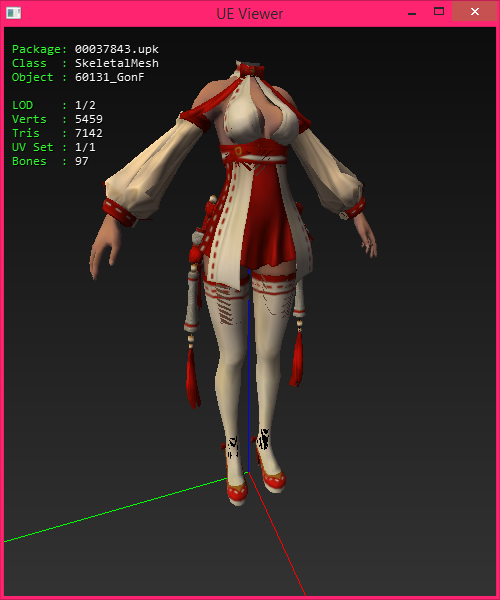 UE Viewer
Package: 00037843.upk
Class : SkeletalMesh
Object : 60131_GonF
LOD : 1/2
Verts : 5459
Tris : 7142
UV Set : 1/1
Bones : 97